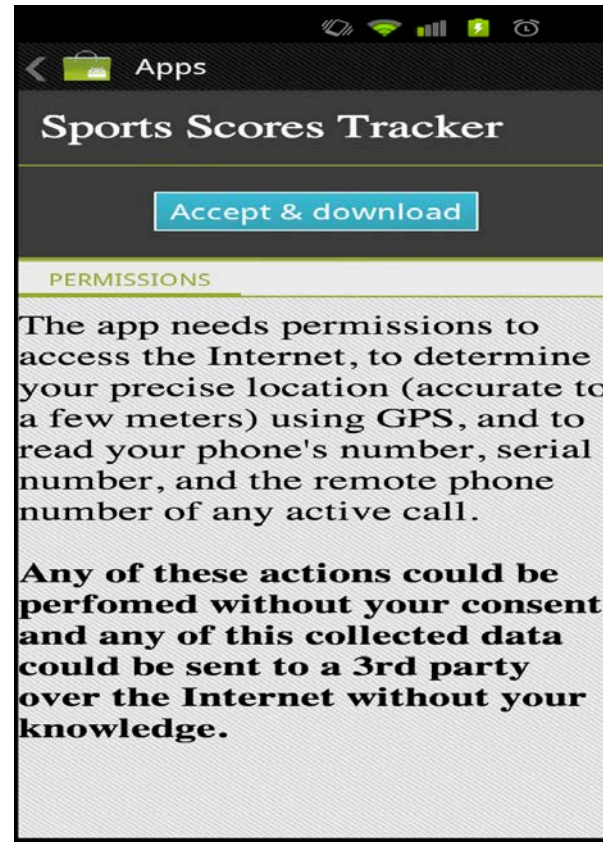 Apps
Sports Scores Tracker
Accept & download
PERMISSIONS
The app needs permissions to
access the Internet, to determine
your precise location (accurate to
a few meters) using GPS, and to
read your phone's number, serial
number, and the remote phone
number of any active call.
Any of these actions could be
perfomed without your consent
and any of this collected data
could be sent to a 3rd party
over the Internet without your
knowledge.